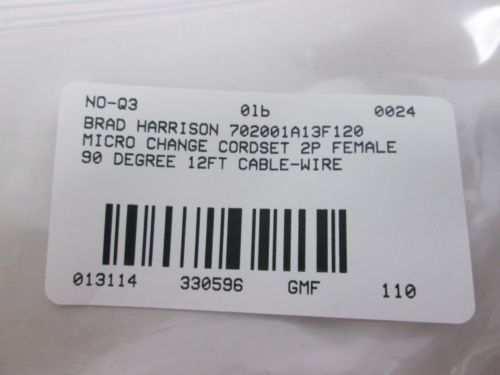 NO-Q3 01b 0024
BRAD HARRISON 702001A13F120
MICRO CHANGE CORDSET 2P FEMALE
90 DEGREE 12FT CABLE-WIRE
013114 330596 GMF 110